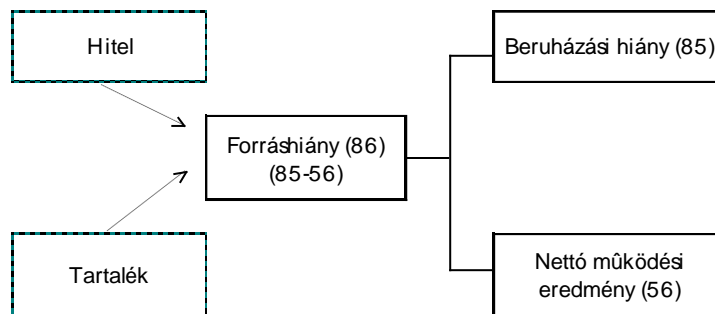 Hitel
Beruházási hiány (85)
Forráshiány (86)
(85-56)
Tartalék
Nettó mûködési
eredmény (56)